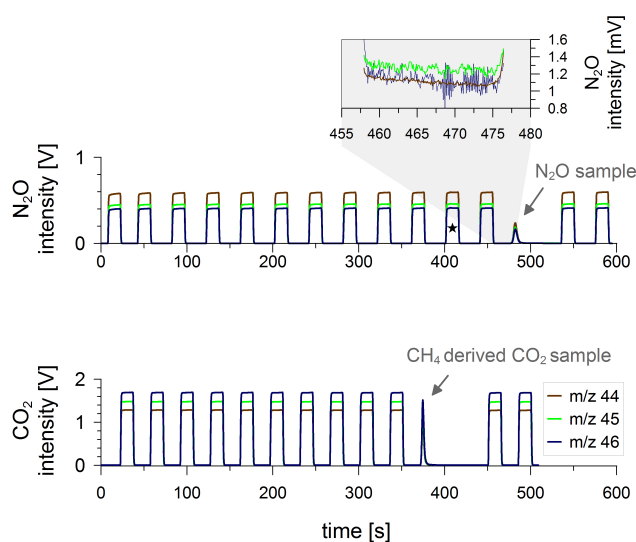 1.6
1.4
1.2
1
0.8
N₂O
intensity [mV]
455 460 465 470 475 480
N₂O
intensity [V]
1
0
N₂O sample
★
0 100 200 300 400 500 600
CO₂
intensity [V]
2
1
0
CH₄ derived CO₂ sample
m/z 44
m/z 45
m/z 46
0 100 200 300 400 500 600
time [s]